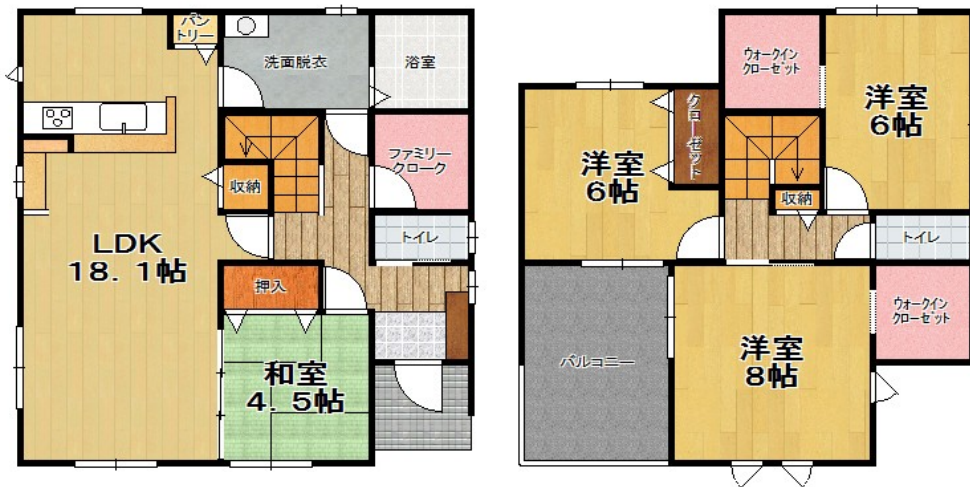 パン
トリー
洗面脱衣
浴室
ファミリー
クローク
収納
トイレ
LDK
18.1帖
押入
和室
4.5帖
ウォークイン
クローゼット
洋室
6帖
クローゼット
洋室
6帖
収納
トイレ
ウォークイン
クローゼット
バルコニー
洋室
8帖